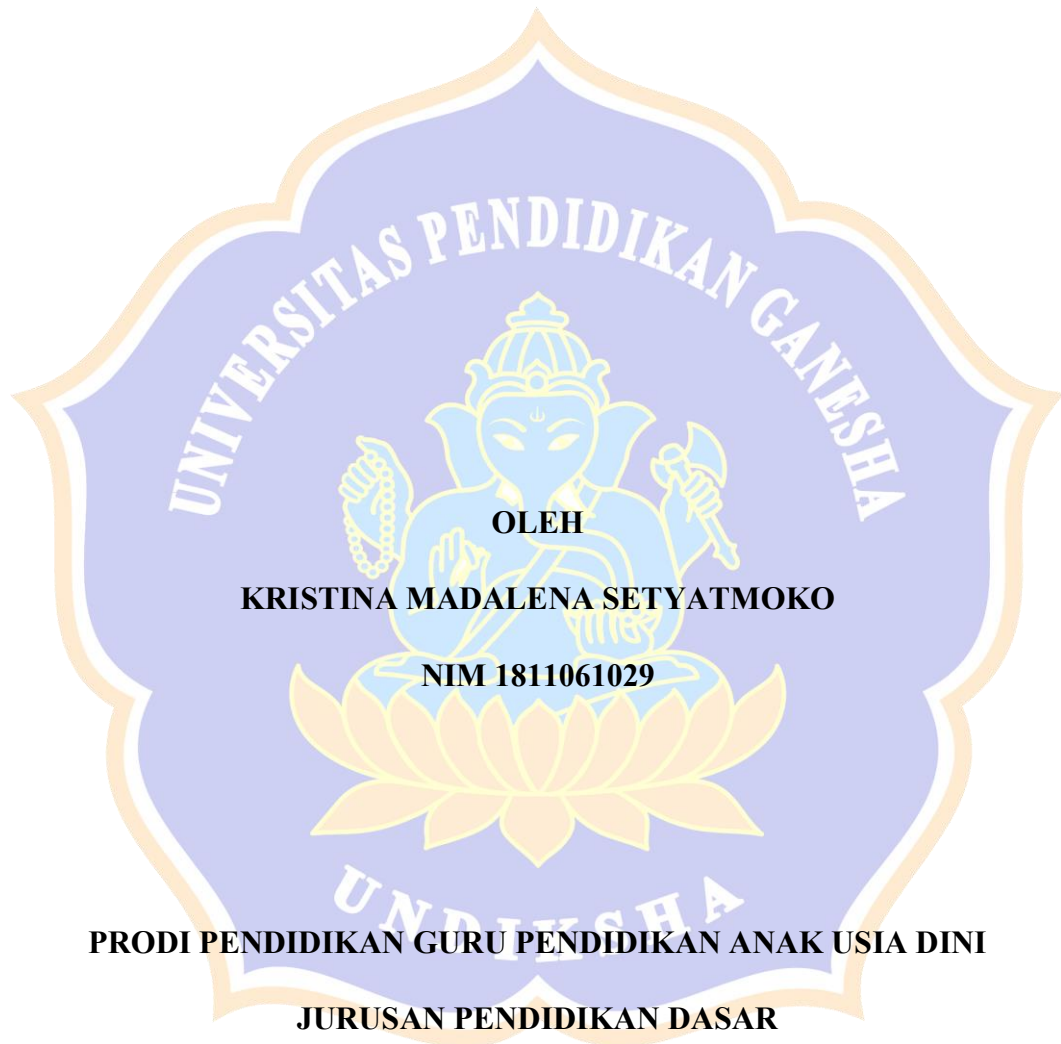 UNIVERSITAS PENDIDIKAN GANESHA
OLEH
KRISTINA MADALENA SETYATMOKO
NIM 1811061029
UNDIKSHA
PRODI PENDIDIKAN GURU PENDIDIKAN ANAK USIA DINI
JURUSAN PENDIDIKAN DASAR